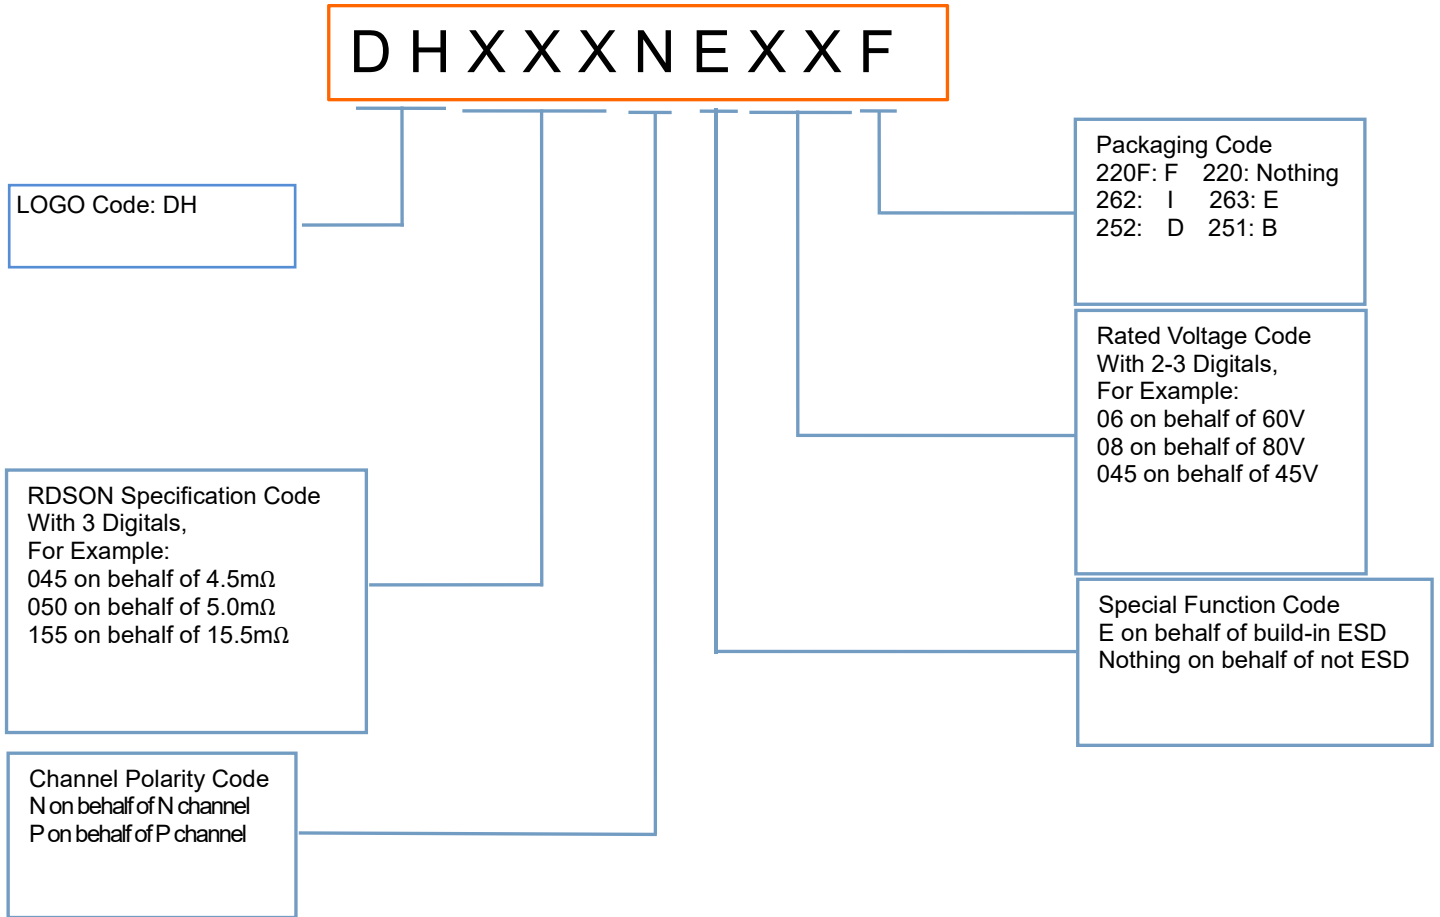 DHXXXNEXXF
LOGO Code: DH
Packaging Code
220F: F 220: Nothing
262: I 263: E
252: D 251: B
Rated Voltage Code
With 2-3 Digitals,
For Example:
06 on behalf of 60V
08 on behalf of 80V
045 on behalf of 45V
RDSON Specification Code
With 3 Digitals,
For Example:
045 on behalf of 4.5mΩ
050 on behalf of 5.0mΩ
155 on behalf of 15.5mΩ
Special Function Code
E on behalf of build-in ESD
Nothing on behalf of not ESD
Channel Polarity Code
N on behalf of N channel
P on behalf of P channel